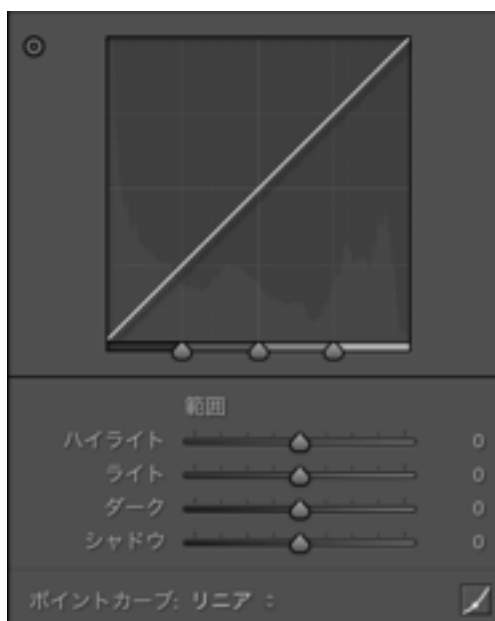 範囲
ハイライト 0
ライト 0
ダーク 0
シャドウ 0
ポイントカーブ: リニア